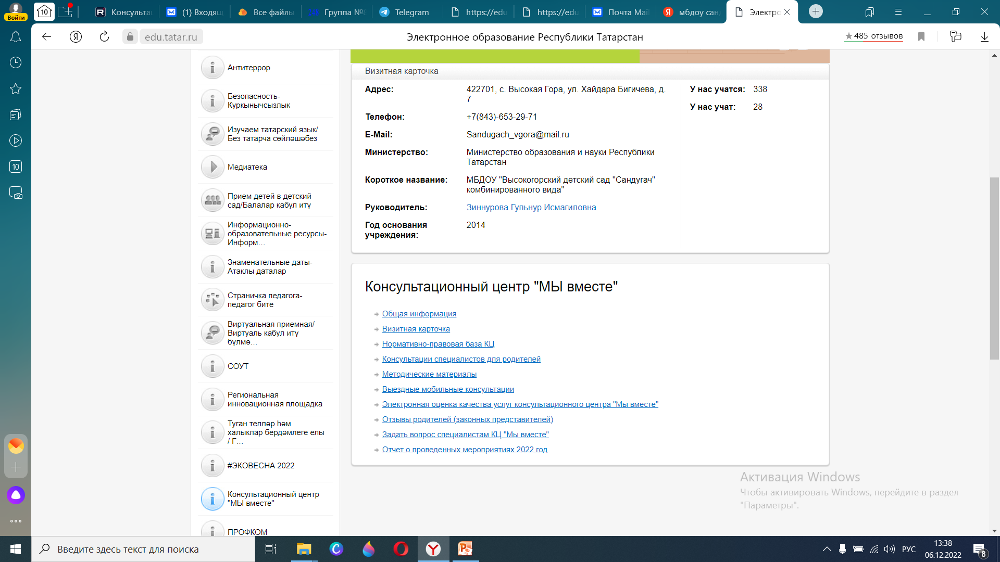 Войти
10
Консульта
(1) Входящ
Все файлы
Группа №
Telegram
https://edu
https://edu
Почта Mail
мбдоу сан
Электро
edu.tatar.ru
Электронное образование Республики Татарстан
485 отзывов
10
Антитеррор
Безопасность-
Куркынычсызлык
Изучаем татарский язык/
Без татарча сөйләшәбез
Медиатека
Прием детей в детский
сад/Балалар кабул итү
Информационно-
образовательные ресурсы-
Информ…
Знаменательные даты-
Атаклы даталар
Страничка педагога-
педагог бите
Виртуальная приемная/
Виртуаль кабул итү
бүлмә…
СОУТ
Региональная
инновационная площадка
Туган телләр һәм
халыклар бердәмлеге елы
/ Г…
#ЭКОВЕСНА 2022
Консультационный центр
"МЫ вместе"
ПРОФКОМ
Визитная карточка
Адрес: 422701, с. Высокая Гора, ул. Хайдара Бигичева, д.
7
Телефон: +7(843)-653-29-71
E-Mail: Sandugach_vgora@mail.ru
Министерство: Министерство образования и науки Республики
Татарстан
Короткое название: МБДОУ "Высокогорский детский сад "Сандугач"
комбинированного вида"
Руководитель: Зиннурова Гульнур Исмагиловна
Год основания 2014
учреждения:
У нас учатся: 338
У нас учат: 28
Консультационный центр "МЫ вместе"
Общая информация
Визитная карточка
Нормативно-правовая база КЦ
Консультации специалистов для родителей
Методические материалы
Выездные мобильные консультации
Электронная оценка качества услуг консультационного центра "Мы вместе"
Отзывы родителей (законных представителей)
Задать вопрос специалистам КЦ "Мы вместе"
Отчет о проведенных мероприятиях 2022 год
Активация Windows
Чтобы активировать Windows, перейдите в раздел
"Параметры".
Введите здесь текст для поиска
РУС
13:38
06.12.2022
8